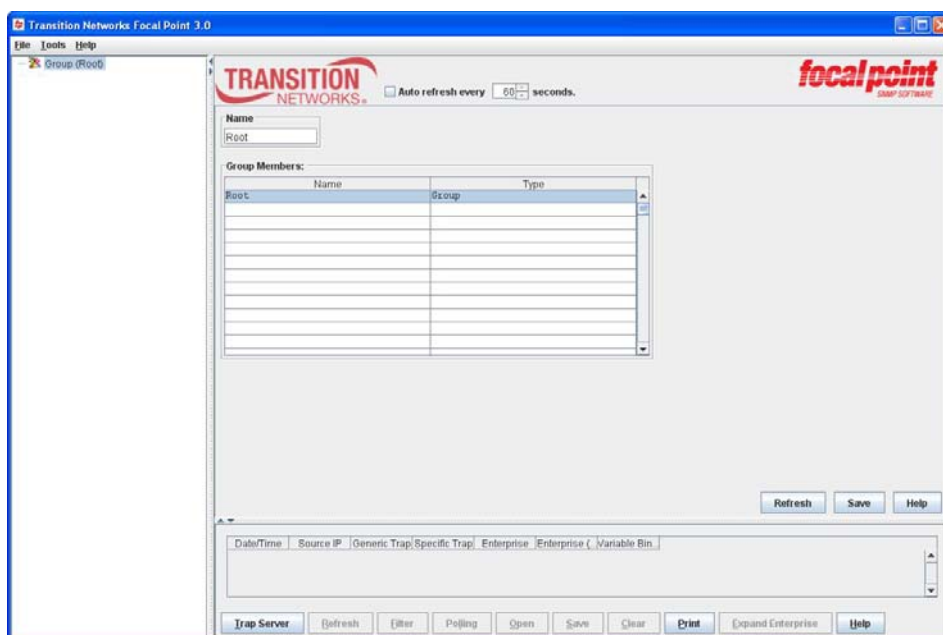 Transition Networks Focal Point 3.0
File Tools Help
Group (Root)
TRANSITION
NETWORKS®
Auto refresh every 60 seconds.
focal point
SNMP SOFTWARE
Name
Root
Group Members:
Name Type
Root Group
Refresh Save Help
Date/Time Source IP Generic Trap Specific Trap Enterprise Enterprise (... Variable Bin...
Trap Server Refresh Filter Polling Open Save Clear Print Expand Enterprise Help